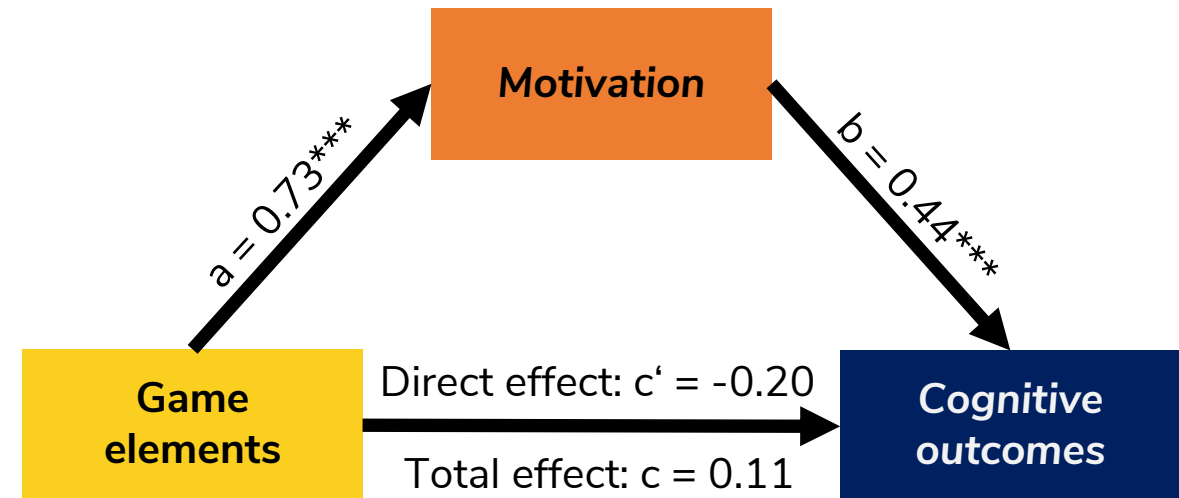 Motivation
a = 0.73***
b = 0.44***
Game
elements
Direct effect: c‘ = -0.20
Total effect: c = 0.11
Cognitive
outcomes